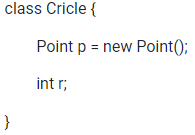 class Cricle {
Point p = new Point();
int r;
}